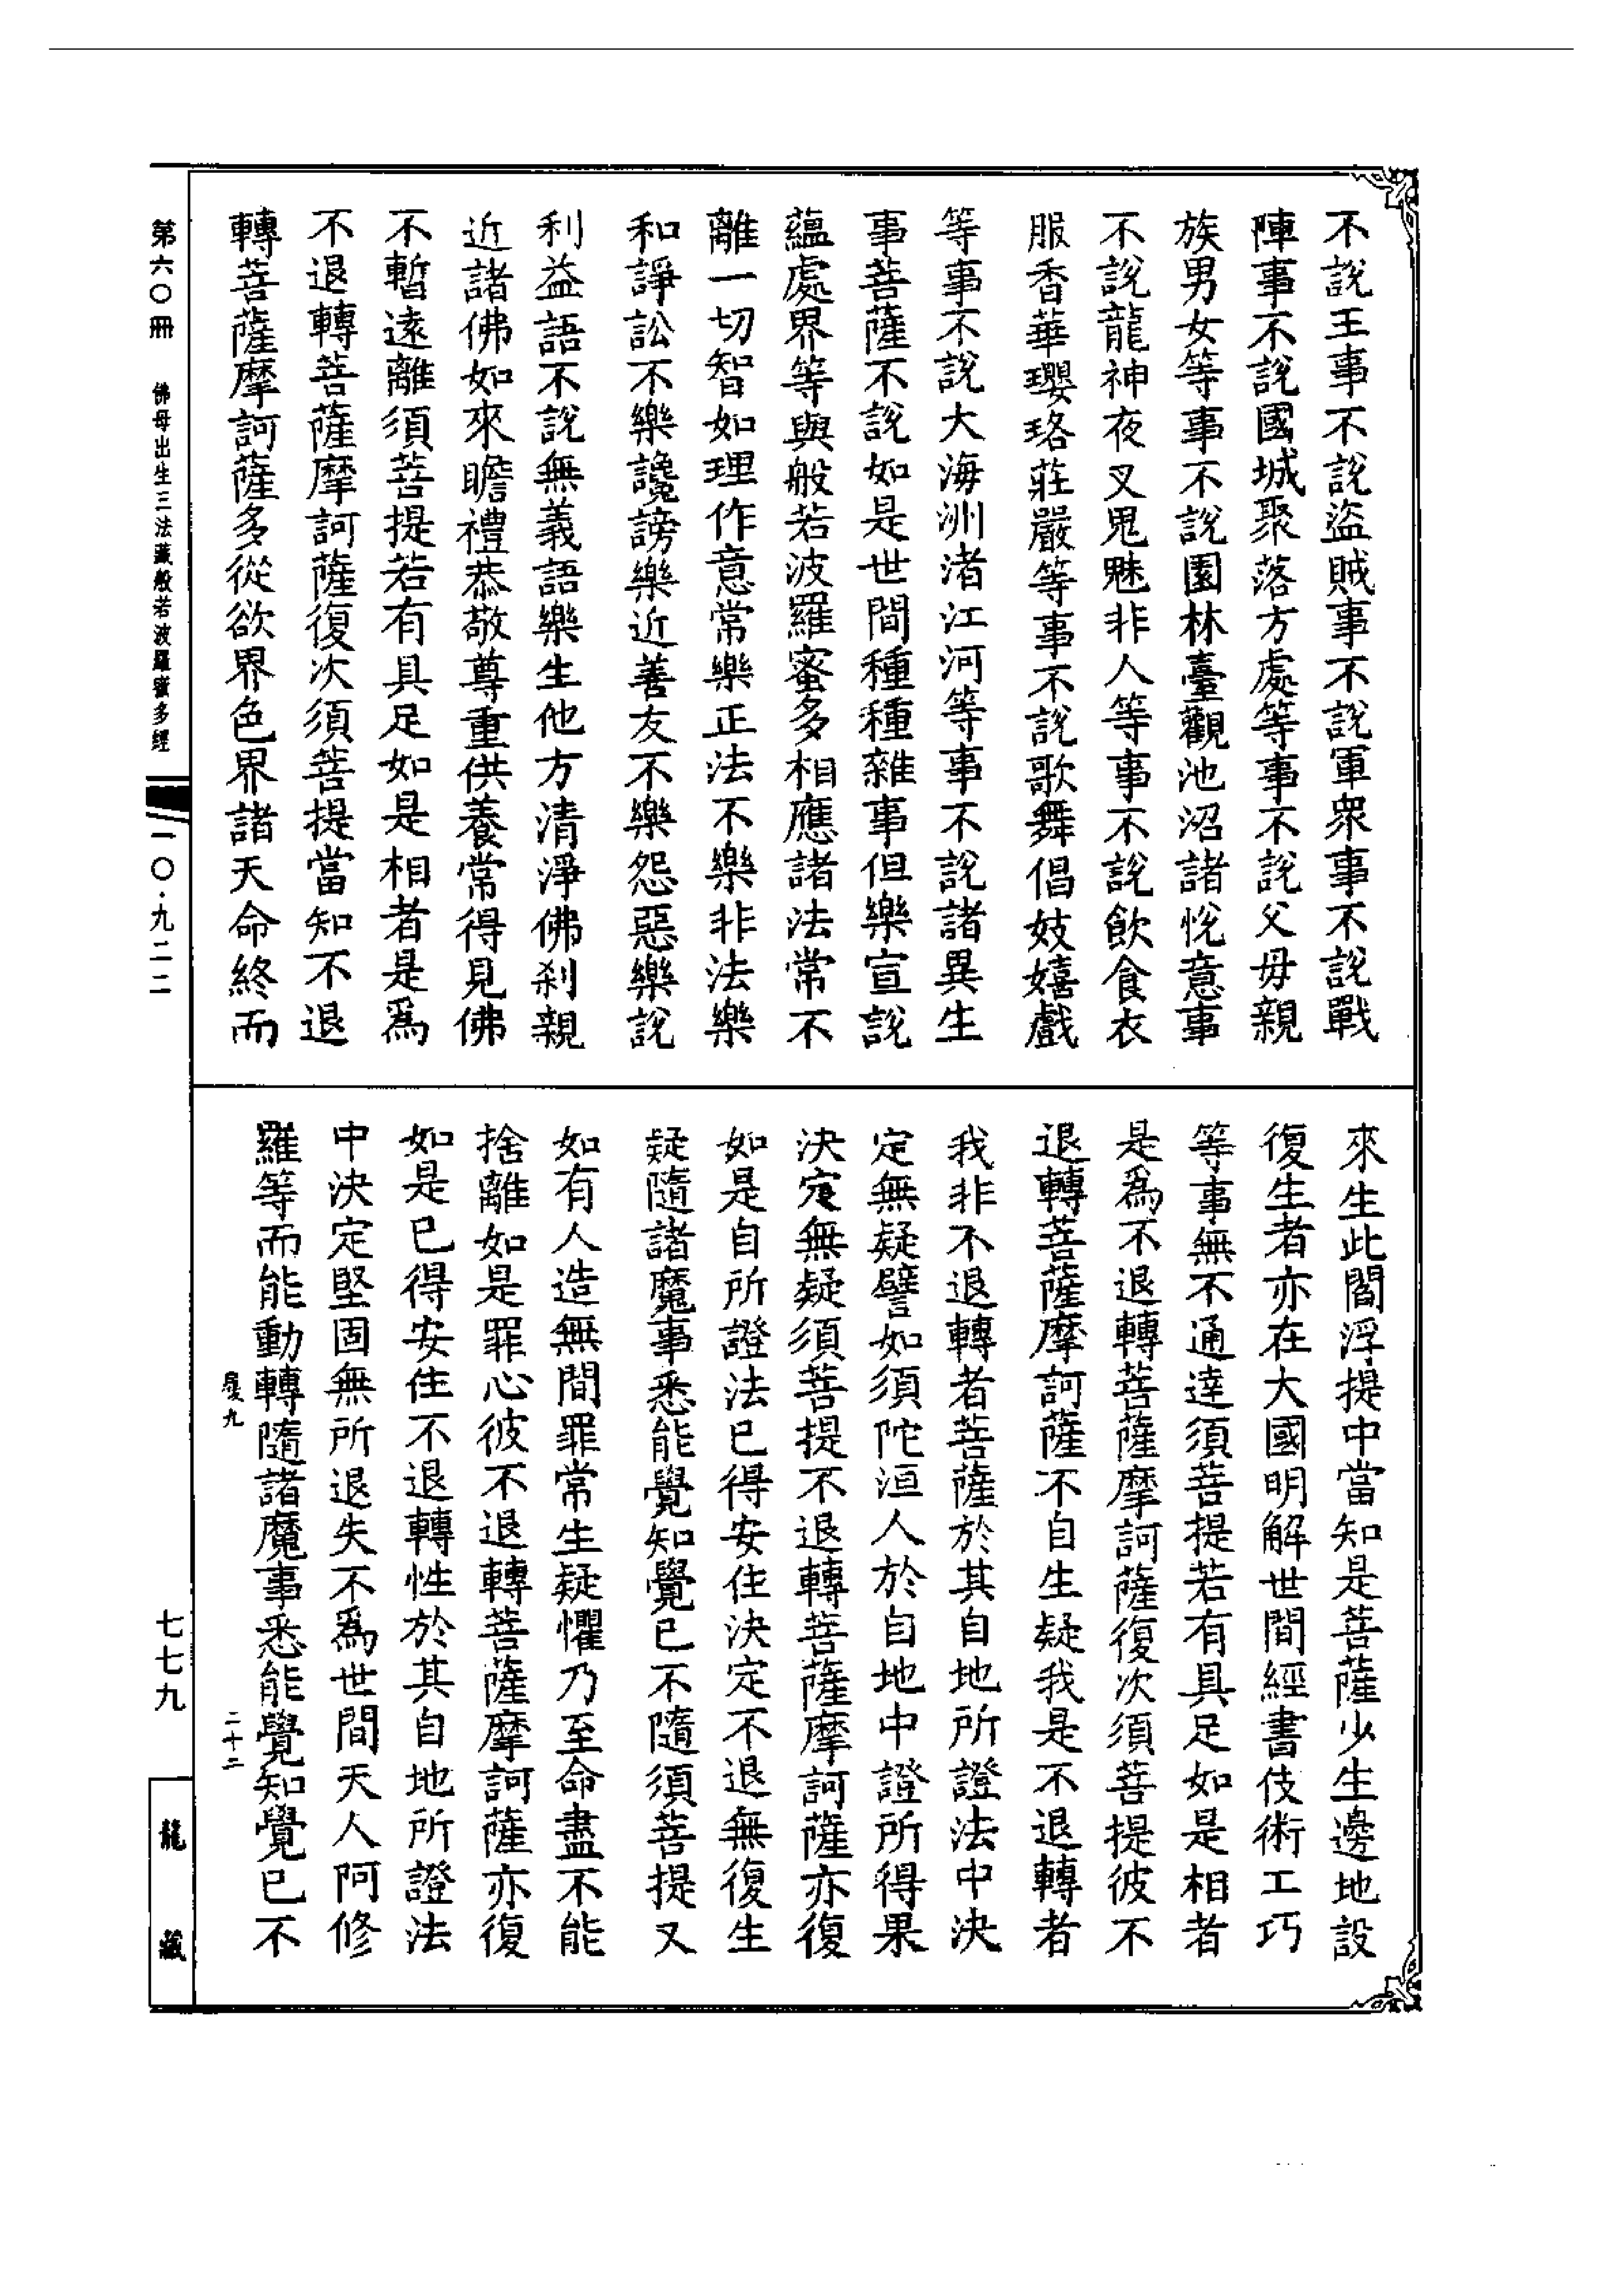 不說王事不說盜賊事不說軍衆事不說戰
陣事不說國城聚落方處等事不說父母親
族男女等事不說園林臺觀池沼諸悅意事
不說龍神夜叉鬼魅非人等事不說飲食衣
服香華瓔珞莊嚴等事不說歌舞倡妓嬉戲
等事不說大海洲渚江河等事不說諸異生
事菩薩不說如是世間種種雜事但樂宣說
蘊處界等與般若波羅蜜多相應諸法常不
離一切智如理作意常樂正法不樂非法樂
和諍訟不樂讒謗樂近善友不樂怨惡樂說
利益語不說無義語樂生他方清淨佛剎親
近諸佛如來瞻禮恭敬尊重供養常得見佛
不暫遠離須菩提若有具足如是相者是爲
不退轉菩薩摩訶薩復次須菩提當知不退
轉菩薩摩訶薩多從欲界色界諸天命終而
來生此閻浮提中當知是菩薩少生邊地設
復生者亦在大國明解世間經書伎術工巧
等事無不通達須菩提若有具足如是相者
是爲不退轉菩薩摩訶薩復次須菩提彼不
退轉菩薩摩訶薩不自生疑我是不退轉者
我非不退轉者菩薩於其自地所證法中決
定無疑譬如須陀洹人於自地中證所得果
決定無疑須菩提不退轉菩薩摩訶薩亦復
如是自所證法已得安住決定不退無復生
疑隨諸魔事悉能覺知覺已不隨須菩提又
如有人造無間罪常生疑懼乃至命盡不能
捨離如是罪心彼不退轉菩薩摩訶薩亦復
如是已得安住不退轉性於其自地所證法
中決定堅固無所退失不爲世間天人阿修
羅等而能動轉隨諸魔事悉能覺知覺已不
二十二
第六〇冊 佛母出生三法藏般若波羅蜜多經
一〇·九二二
七七九
龍藏